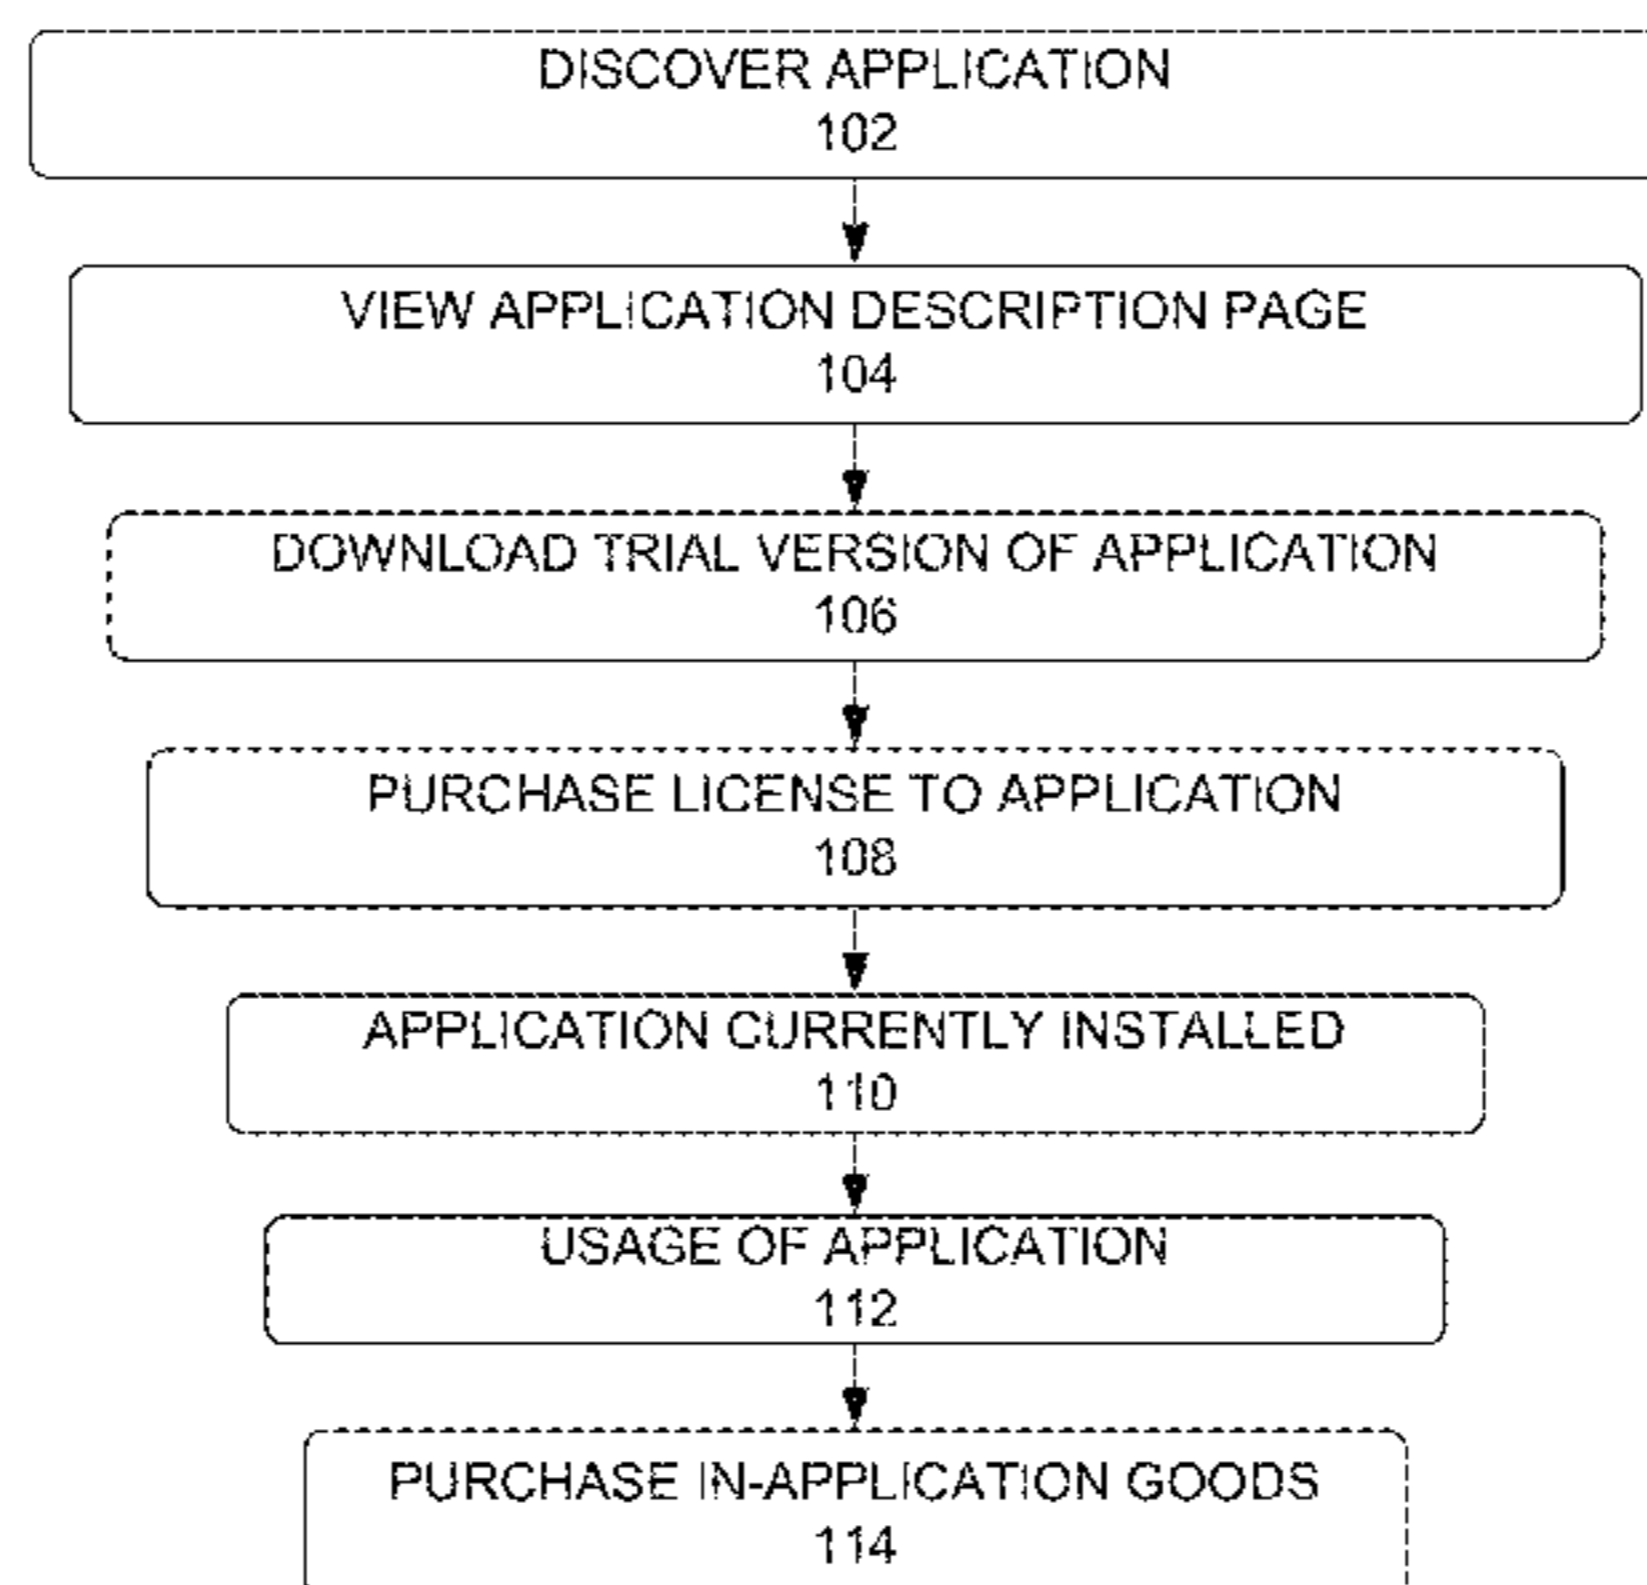 DISCOVER APPLICATION
102
VIEW APPLICATION DESCRIPTION PAGE
104
DOWNLOAD TRIAL VERSION OF APPLICATION
106
PURCHASE LICENSE TO APPLICATION
108
APPLICATION CURRENTLY INSTALLED
110
USAGE OF APPLICATION
112
PURCHASE IN-APPLICATION GOODS
114